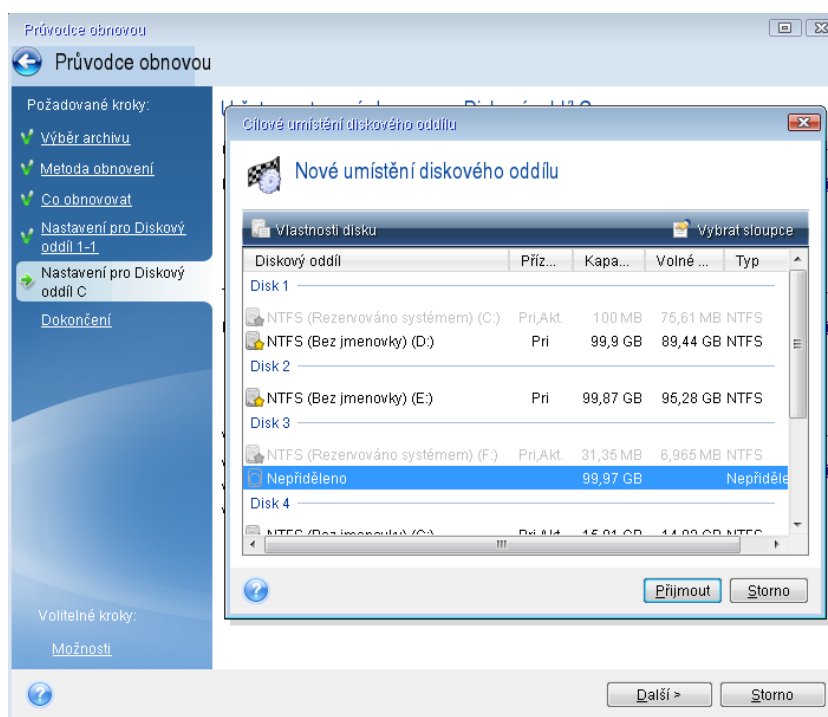 Průvodce obnovou
Průvodce obnovou
Požadované kroky:
Výběr archivu
Metoda obnovení
Co obnovovat
Nastavení pro Diskový
oddíl 1-1
Nastavení pro Diskový
oddíl C
Dokončení
Volitelné kroky:
Možnosti
Cílové umístění diskového oddílu
Nové umístění diskového oddílu
Vlastnosti disku Vybrat sloupce
Diskový oddíl Příz... Kapa... Volné ... Typ
Disk 1
NTFS (Rezervováno systémem) (C:) Pri,Akt. 100 MB 75,61 MB NTFS
NTFS (Bez jmenovky) (D:) Pri 99,9 GB 89,44 GB NTFS
Disk 2
NTFS (Bez jmenovky) (E:) Pri 99,87 GB 95,28 GB NTFS
Disk 3
NTFS (Rezervováno systémem) (F:) Pri,Akt. 31,35 MB 6,965 MB NTFS
Nepřiděleno 99,97 GB Nepříděle
Disk 4
Přijmout Storno
Další > Storno